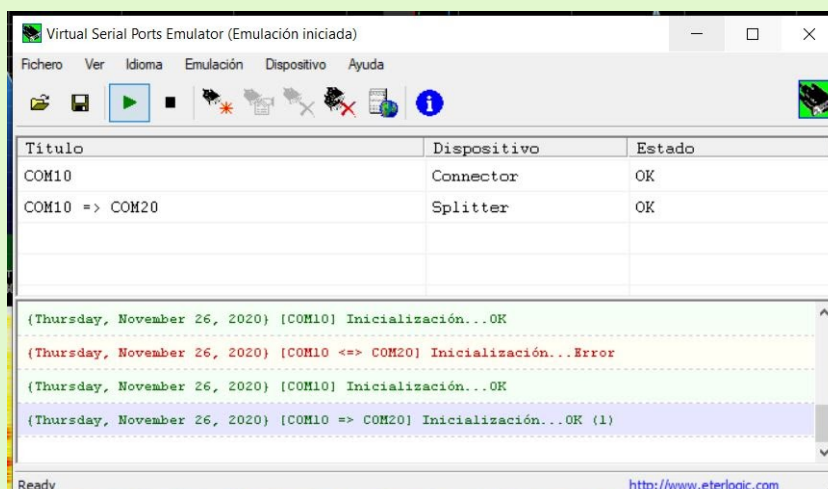 Virtual Serial Ports Emulator (Emulación iniciada)
Fichero Ver Idioma Emulación Dispositivo Ayuda
Título Dispositivo Estado
COM10 Connector OK
COM10 => COM20 Splitter OK
{Thursday, November 26, 2020} [COM10] Inicialización...OK
{Thursday, November 26, 2020} [COM10 <=> COM20] Inicialización...Error
{Thursday, November 26, 2020} [COM10] Inicialización...OK
{Thursday, November 26, 2020} [COM10 => COM20] Inicialización...OK (1)
Ready http://www.eterlogic.com